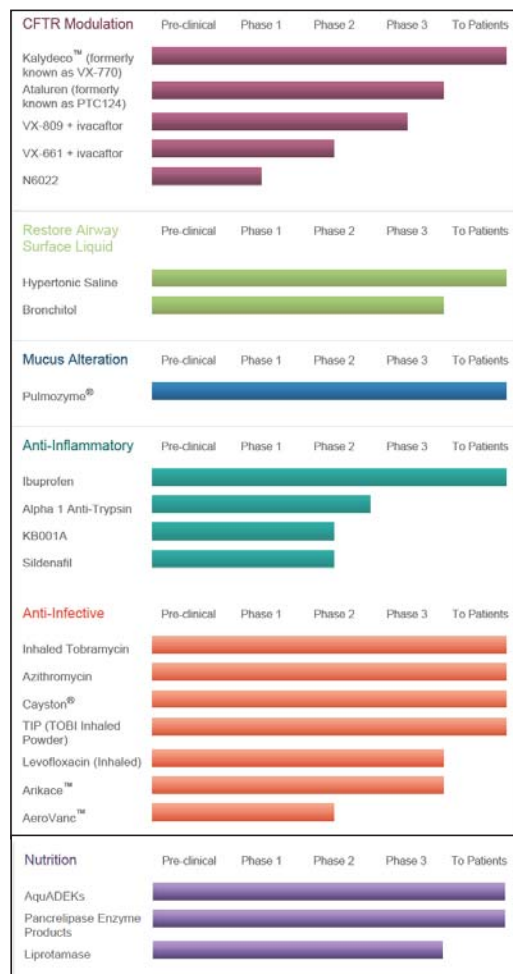 CFTR Modulation Pre-clinical Phase 1 Phase 2 Phase 3 To Patients
Kalydeco™ (formerly
known as VX-770)
Ataluren (formerly
known as PTC124)
VX-809 + ivacaftor
VX-661 + ivacaftor
N6022
Restore Airway Pre-clinical Phase 1 Phase 2 Phase 3 To Patients
Surface Liquid
Hypertonic Saline
Bronchitol
Mucus Alteration Pre-clinical Phase 1 Phase 2 Phase 3 To Patients
Pulmozyme®
Anti-Inflammatory Pre-clinical Phase 1 Phase 2 Phase 3 To Patients
Ibuprofen
Alpha 1 Anti-Trypsin
KB001A
Sildenafil
Anti-Infective Pre-clinical Phase 1 Phase 2 Phase 3 To Patients
Inhaled Tobramycin
Azithromycin
Cayston®
TIP (TOBI Inhaled
Powder)
Levofloxacin (Inhaled)
Arikace™
AeroVanc™
Nutrition Pre-clinical Phase 1 Phase 2 Phase 3 To Patients
AquADEKs
Pancrelipase Enzyme
Products
Liprotamase